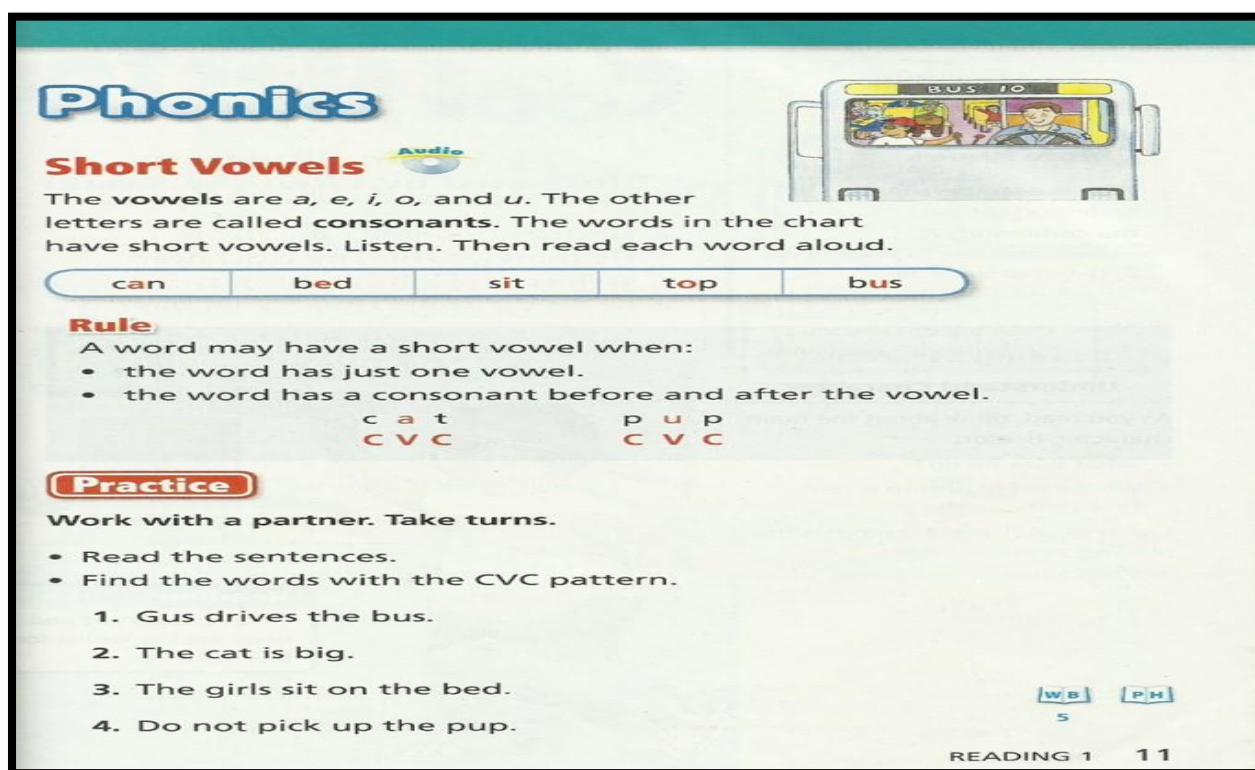 Phonics
BUS 10
Short Vowels Audio
The vowels are a, e, i, o, and u. The other
letters are called consonants. The words in the chart
have short vowels. Listen. Then read each word aloud.
can bed sit top bus
Rule
A word may have a short vowel when:
• the word has just one vowel.
• the word has a consonant before and after the vowel.
c a t p u p
C V C C V C
Practice
Work with a partner. Take turns.
• Read the sentences.
• Find the words with the CVC pattern.
1. Gus drives the bus.
2. The cat is big.
3. The girls sit on the bed.
4. Do not pick up the pup.
WB PH
5
READING 1 11